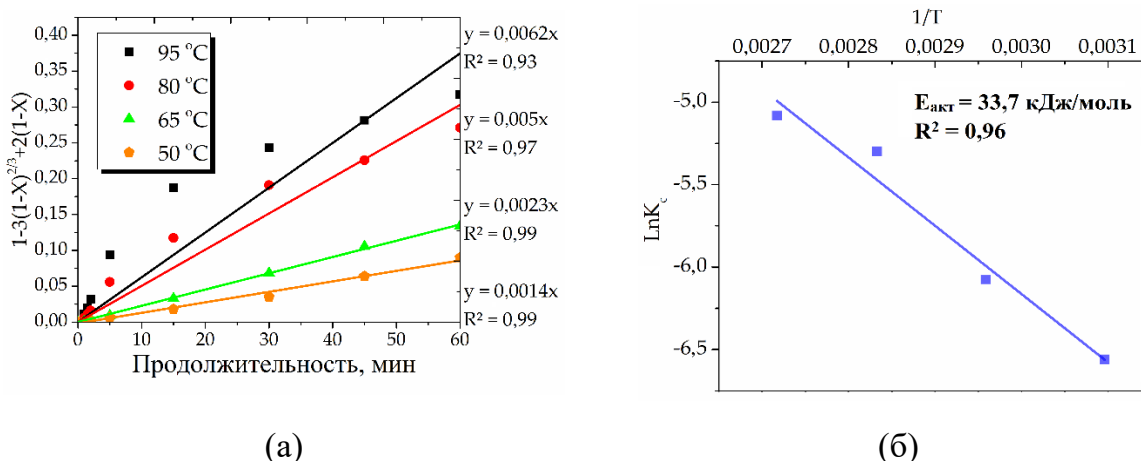 0,40
0,35
0,30
0,25
0,20
0,15
0,10
0,05
0,00
1-3(1-X)^2/3+2(1-X)
95 °C
80 °C
65 °C
50 °C
y = 0,0062x
R² = 0,93
y = 0,005x
R² = 0,97
y = 0,0023x
R² = 0,99
y = 0,0014x
R² = 0,99
0 10 20 30 40 50 60
Продолжительность, мин
(а)
1/T
0,0027 0,0028 0,0029 0,0030 0,0031
-5,0
-5,5
-6,0
-6,5
LnKc
Eакт = 33,7 кДж/моль
R² = 0,96
(б)